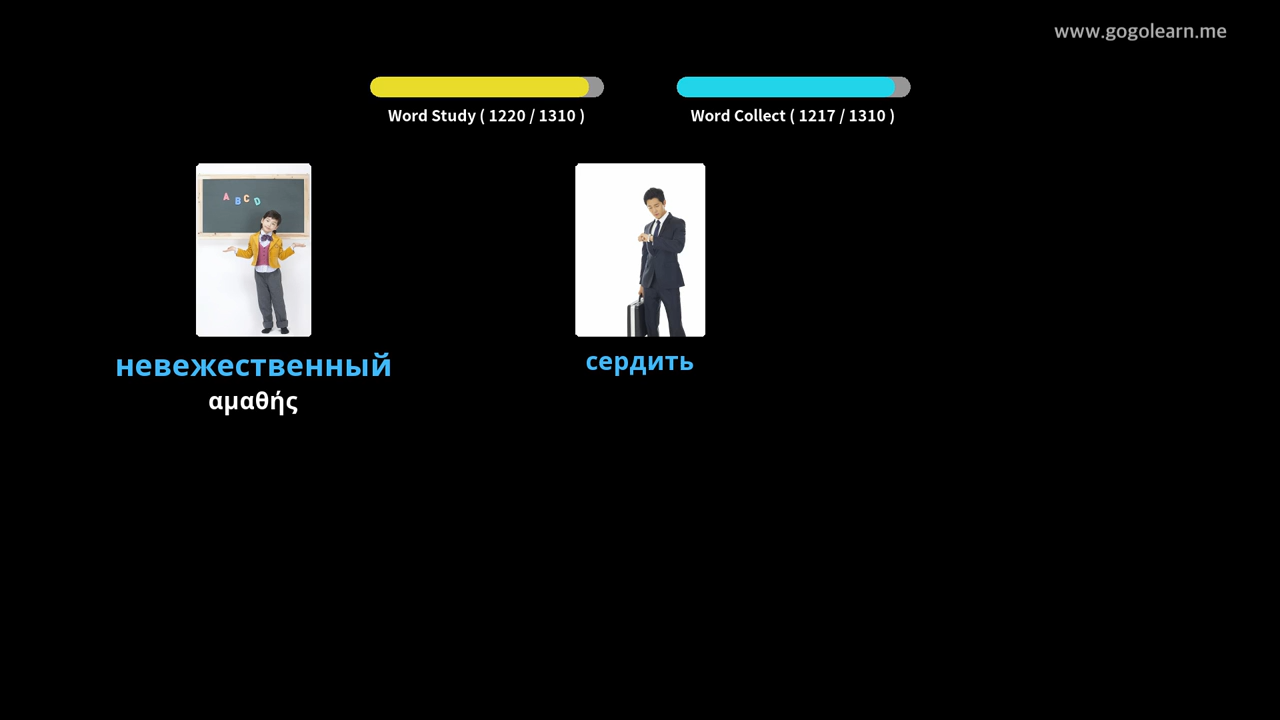 www.gogolearn.me
Word Study ( 1220 / 1310 )
Word Collect ( 1217 / 1310 )
A B C D
невежественный
αμαθής
сердить